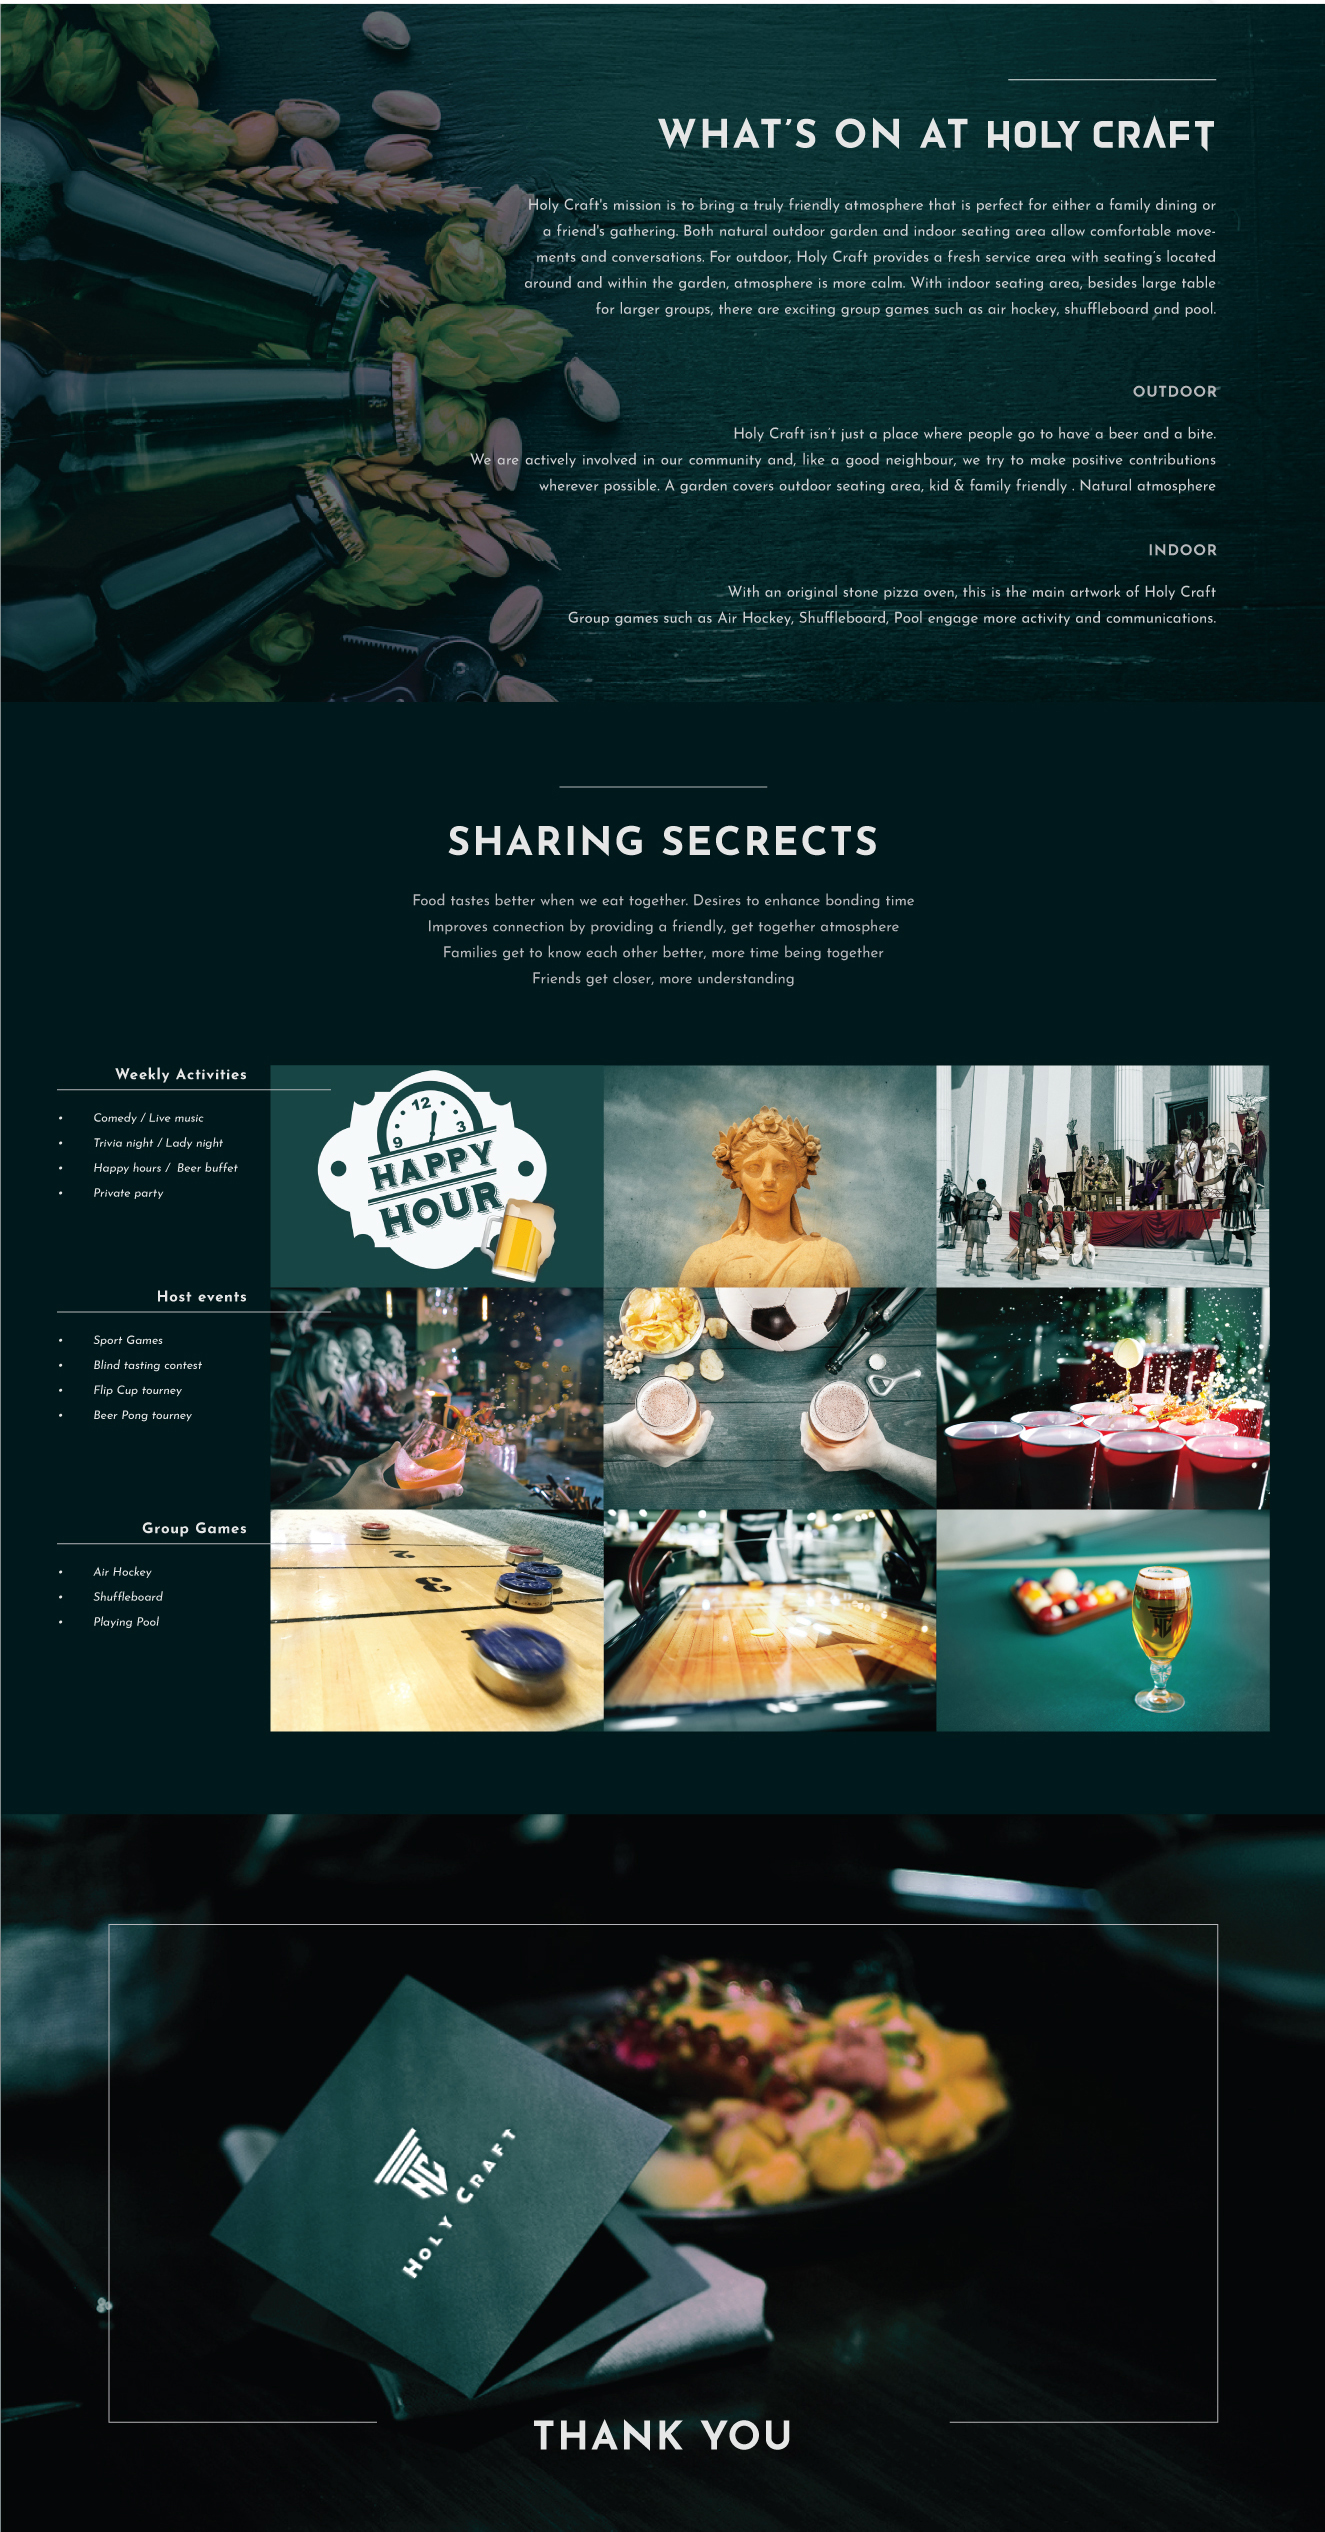 WHAT'S ON AT HOLY CRAFT
Holy Craft's mission is to bring a truly friendly atmosphere that is perfect for either a family dining or
a friend's gathering. Both natural outdoor garden and indoor seating area allow comfortable move-
ments and conversations. For outdoor, Holy Craft provides a fresh service area with seating's located
around and within the garden, atmosphere is more calm. With indoor seating area, besides large table
for larger groups, there are exciting group games such as air hockey, shuffleboard and pool.
OUTDOOR
Holy Craft isn't just a place where people go to have a beer and a bite.
We are actively involved in our community and, like a good neighbour, we try to make positive contributions
wherever possible. A garden covers outdoor seating area, kid & family friendly . Natural atmosphere
INDOOR
With an original stone pizza oven, this is the main artwork of Holy Craft
Group games such as Air Hockey, Shuffleboard, Pool engage more activity and communications.
SHARING SECRECTS
Food tastes better when we eat together. Desires to enhance bonding time
Improves connection by providing a friendly, get together atmosphere
Families get to know each other better, more time being together
Friends get closer, more understanding
Weekly Activities
• Comedy / Live music
• Trivia night / Lady night
• Happy hours / Beer buffet
• Private party
12
9 3
HAPPY
HOUR
Host events
• Sport Games
• Blind tasting contest
• Flip Cup tourney
• Beer Pong tourney
Group Games
• Air Hockey
• Shuffleboard
• Playing Pool
2
3
HC
HC
HOLY CRAFT
THANK YOU